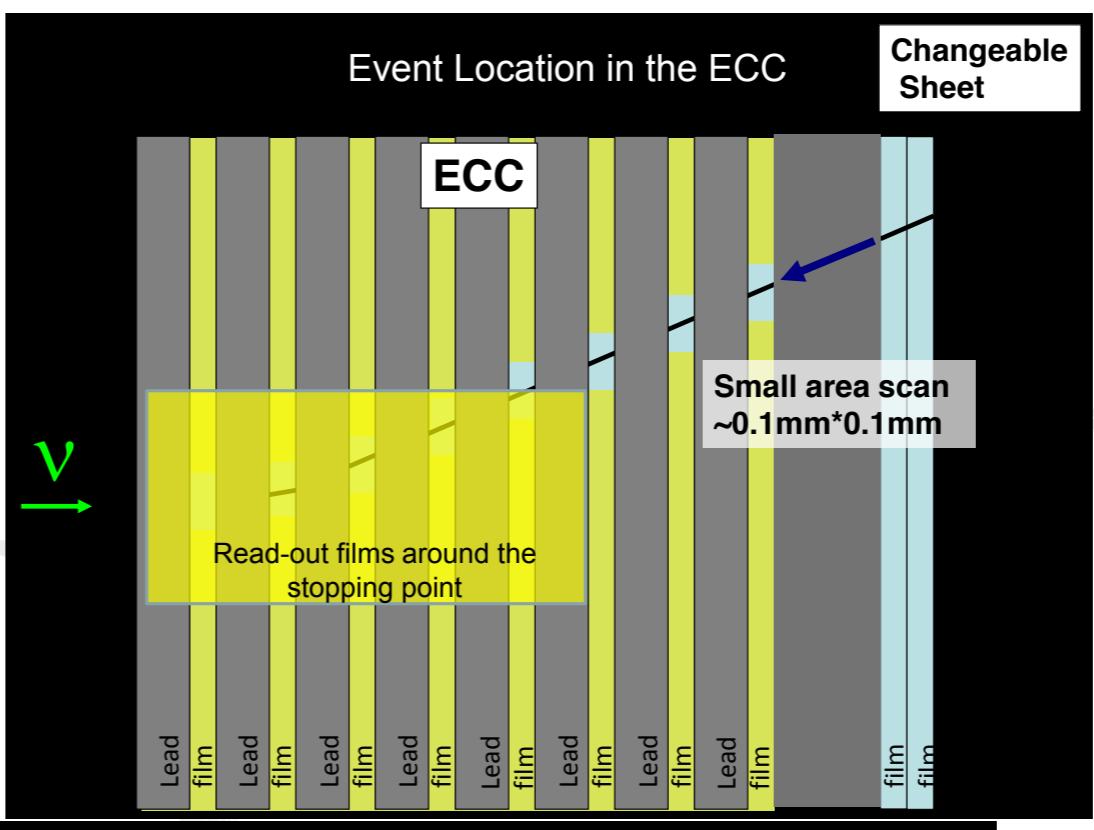 Event Location in the ECC
Changeable
Sheet
ECC
Small area scan
~0.1mm*0.1mm
ν
Read-out films around the
stopping point
Lead
film
Lead
film
Lead
film
Lead
film
Lead
film
Lead
film
Lead
film
Lead
film
film
film